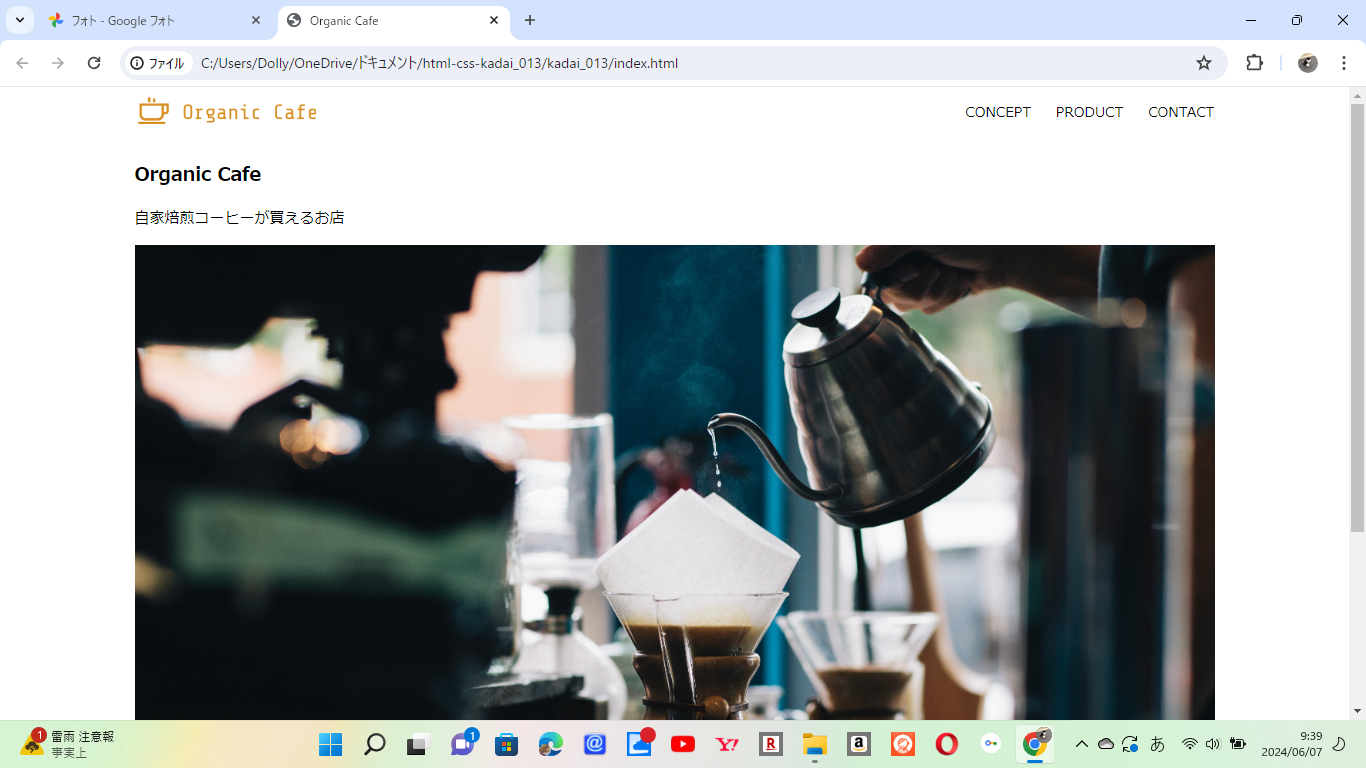 フォト - Google フォト
Organic Cafe
ファイル
C:/Users/Dolly/OneDrive/ドキュメント/html-css-kadai_013/kadai_013/index.html
Organic Cafe
CONCEPT PRODUCT CONTACT
Organic Cafe
自家焙煎コーヒーが買えるお店
1
雷雨 注意報
事実上
1
@
Y!
R
a
あ
9:39
2024/06/07